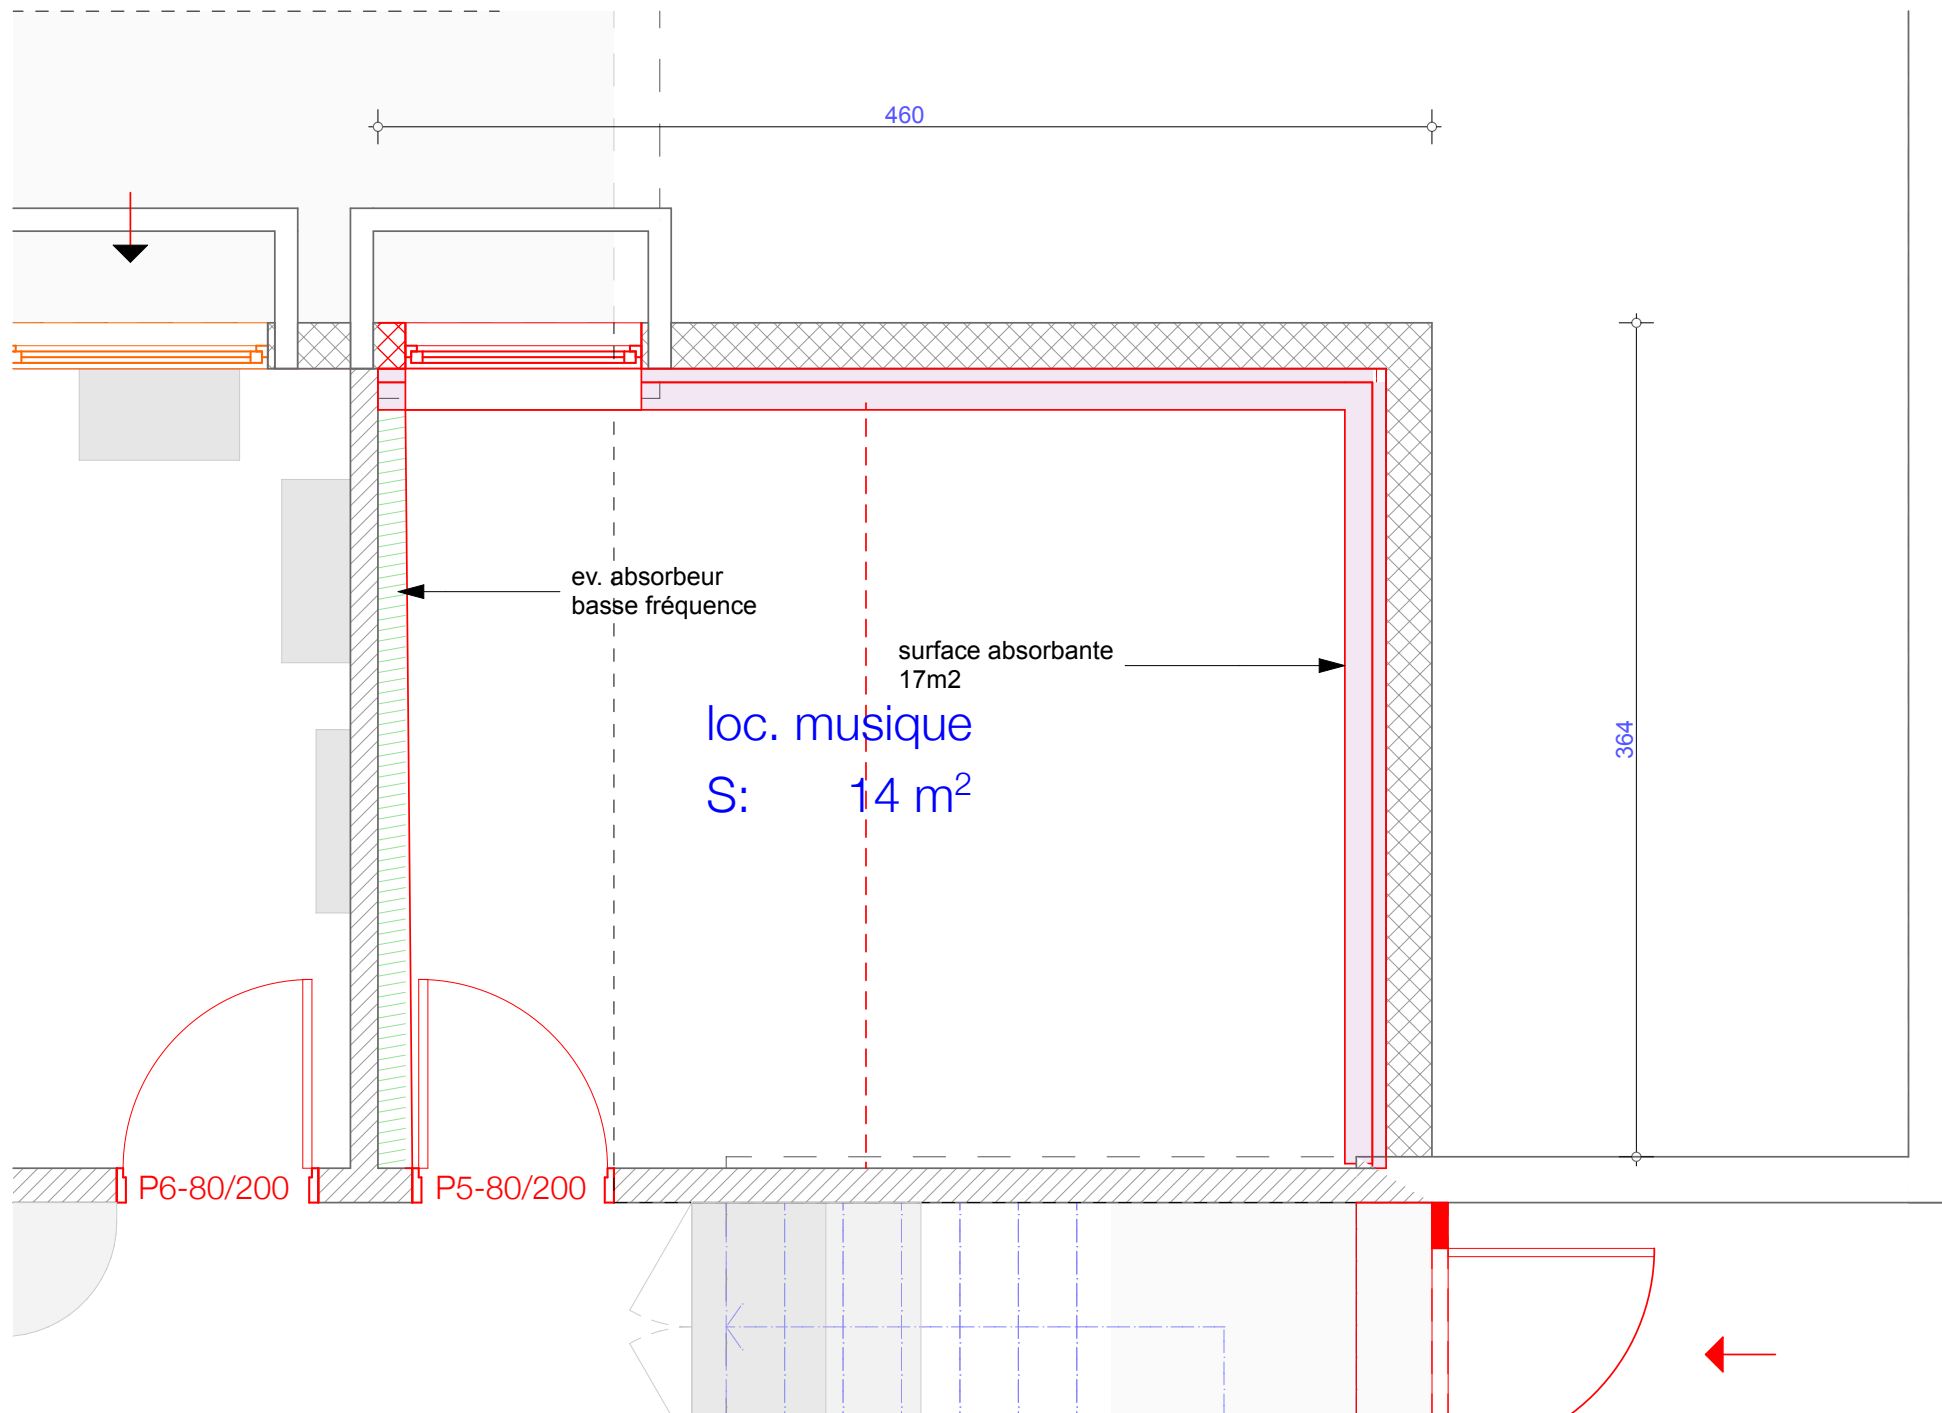 460
ev. absorbeur
basse fréquence
surface absorbante
17m2
loc. musique
S: 14 m²
364
P6-80/200
P5-80/200